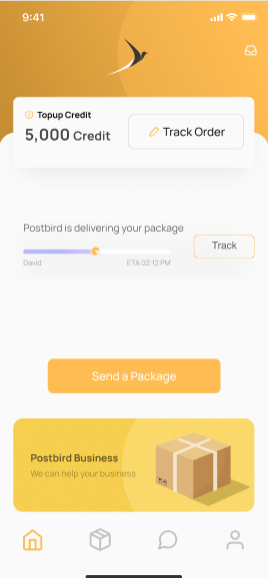 9:41
Topup Credit
5,000 Credit
Track Order
Postbird is delivering your package
Track
David
ETA 02:12 PM
Send a Package
Postbird Business
We can help your business